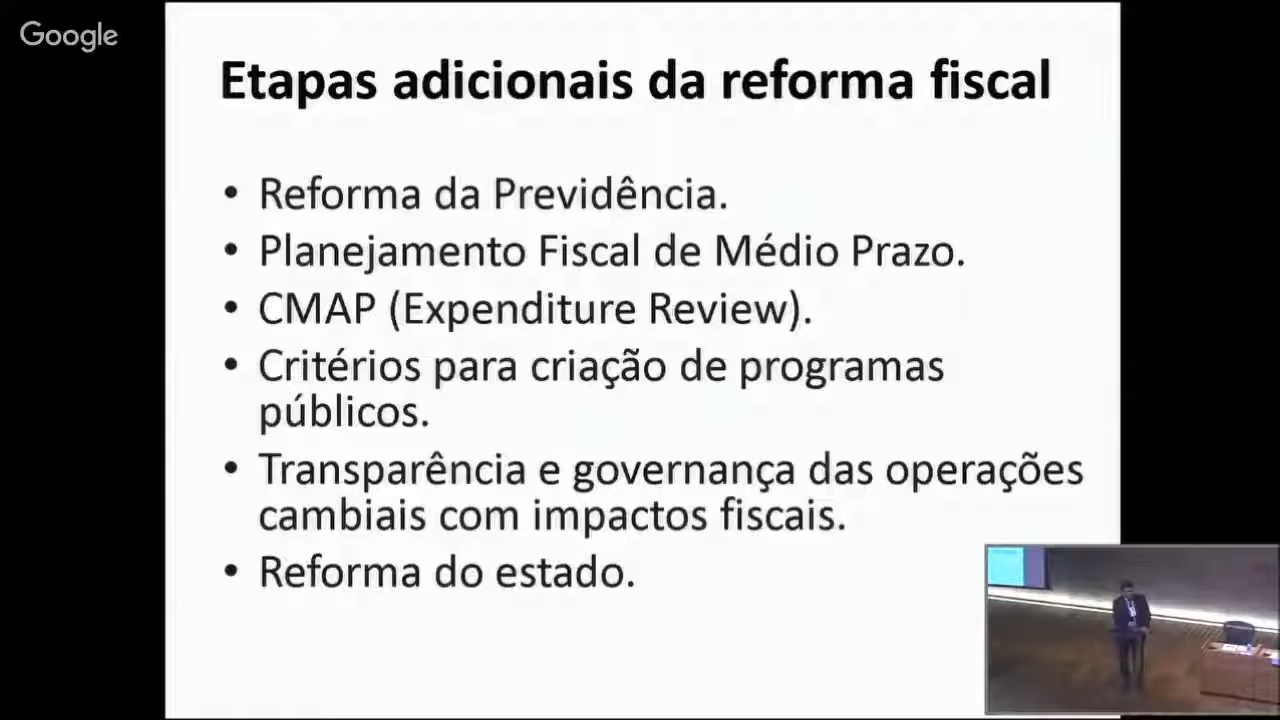 Google
Etapas adicionais da reforma fiscal
• Reforma da Previdência.
• Planejamento Fiscal de Médio Prazo.
• CMAP (Expenditure Review).
• Critérios para criação de programas
públicos.
• Transparência e governança das operações
cambiais com impactos fiscais.
• Reforma do estado.